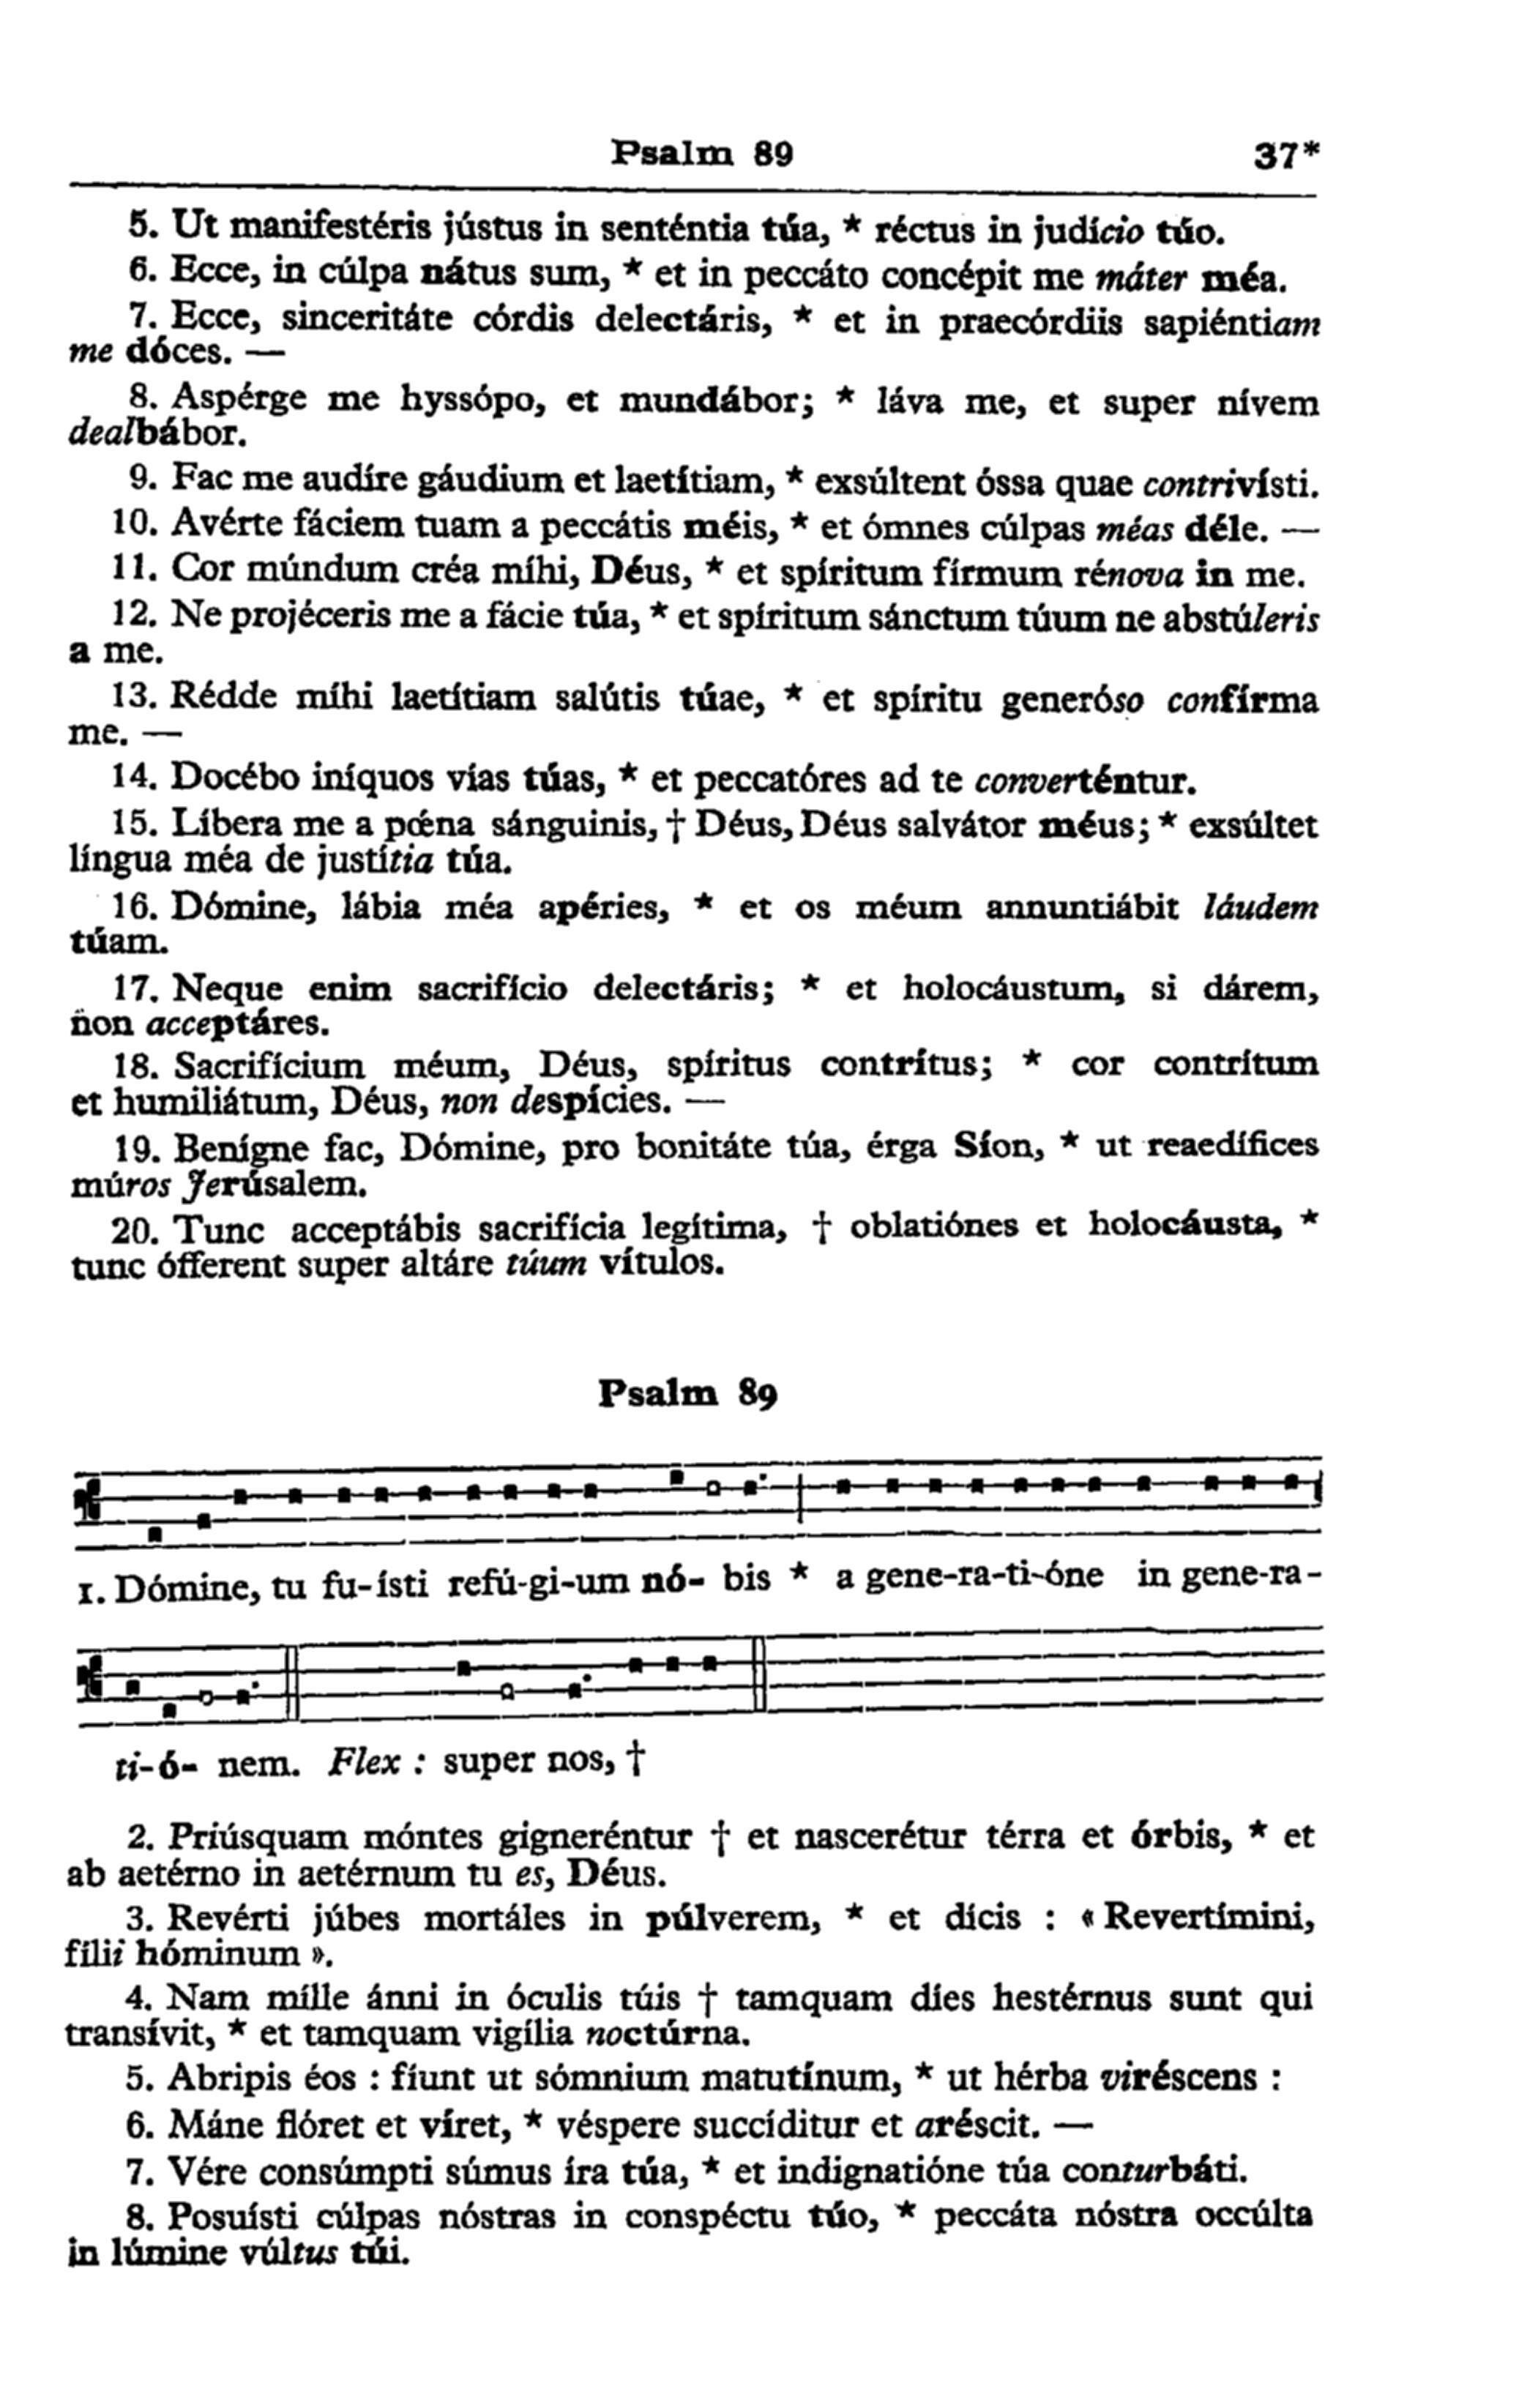 Psalm 89 37*
5. Ut manifestéris jústus in senténtia túa, * réctus in judício túo.
6. Ecce, in cúlpa nátus sum, * et in peccáto concépit me máter méa.
7. Ecce, sinceritáte córdis delectáris, * et in praecórdiis sapiéntiam
me dóces. —
8. Aspérge me hyssópo, et mundábor; * láva me, et super nívem
dealbábor.
9. Fac me audíre gáudium et laetítiam, * exsúltent óssa quae contrivísti.
10. Avérte fáciem tuam a peccátis méis, * et ómnes cúlpas méas déle. —
11. Cor múndum créa míhi, Déus, * et spíritum fírmum rénova in me.
12. Ne projéceris me a fácie túa, * et spíritum sánctum túum ne abstúleris
a me.
13. Rédde míhi laetítiam salútis túae, * et spíritu generóso confírma
me. —
14. Docébo iníquos vías túas, * et peccatóres ad te converténtur.
15. Líbera me a pœ́na sánguinis, † Déus, Déus salvátor méus; * exsúltet
língua méa de justítia túa.
16. Dómine, lábia méa apéries, * et os méum annuntiábit láudem
túam.
17. Neque enim sacrifício delectáris; * et holocáustum, si dárem,
non acceptáres.
18. Sacrifícium méum, Déus, spíritus contrítus; * cor contrítum
et humiliátum, Déus, non despícies. —
19. Benígne fac, Dómine, pro bonitáte túa, érga Síon, * ut reaedífices
múros Jerúsalem.
20. Tunc acceptábis sacrifícia legítima, † oblatiónes et holocáusta, *
tunc ófferent super altáre túum vítulos.
Psalm 89
1. Dómine, tu fu-ísti refú-gi-um nó- bis * a gene-ra-ti-óne in gene-ra-
ti-ó- nem. Flex : super nos, †
2. Priúsquam móntes gigneréntur † et nascerétur térra et órbis, * et
ab aetérno in aetérnum tu es, Déus.
3. Revérti júbes mortáles in púlverem, * et dícis : « Revertímini,
fílii hóminum ».
4. Nam mílle ánni in óculis túis † tamquam díes hestérnus sunt qui
transívit, * et tamquam vigília noctúrna.
5. Abripis éos : fíunt ut sómnium matutínum, * ut hérba viréscens :
6. Máne flóret et víret, * véspere succíditur et aréscit. —
7. Vére consúmpti súmus íra túa, * et indignatióne túa conturbáti.
8. Posuísti cúlpas nóstras in conspéctu túo, * peccáta nóstra occúlta
in lúmine vúltus túi.